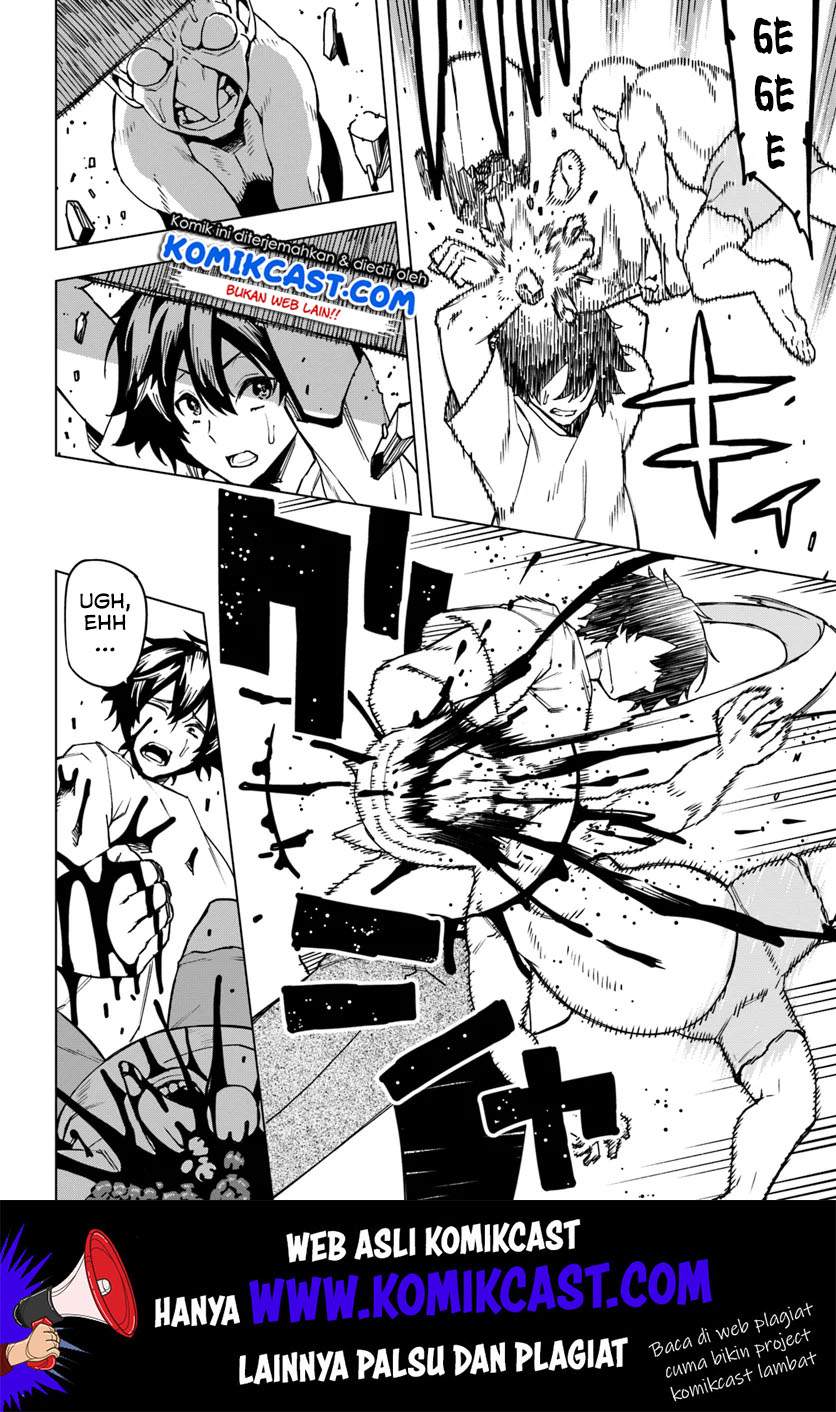 GE
GE
E
Komik ini diterjemahkan & diedit oleh
KOMIKCAST.COM
BUKAN WEB LAIN!!
キィ
グシャ
UGH,
EHH
...
WEB ASLI KOMIKCAST
HANYA WWW.KOMIKCAST.COM
LAINNYA PALSU DAN PLAGIAT
Baca di web plagiat
cuma bikin project
komikcast lambat